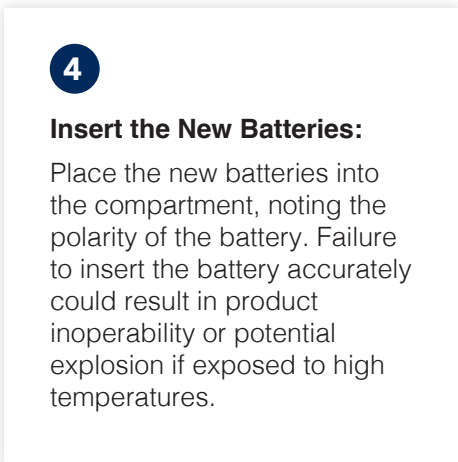 4
Insert the New Batteries:
Place the new batteries into
the compartment, noting the
polarity of the battery. Failure
to insert the battery accurately
could result in product
inoperability or potential
explosion if exposed to high
temperatures.